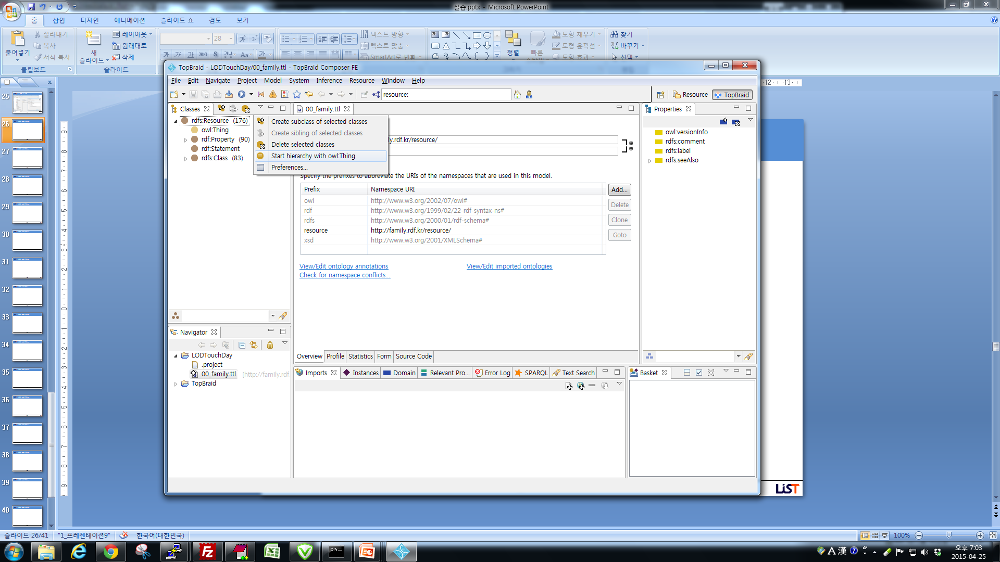 실습.pptx - Microsoft PowerPoint
홈 삽입 디자인 애니메이션 슬라이드 쇼 검토 보기
붙여넣기
잘라내기
복사
서식 복사
클립보드
새 슬라이드
레이아웃
원래대로
삭제
슬라이드
28
텍스트 방향
텍스트 맞춤
SmartArt로 변환
정렬
빠른
도형 채우기
도형 윤곽선
도형 효과
찾기
바꾸기
선택
TopBraid - LODTouchDay/00_family.ttl - TopBraid Composer FE
File Edit Navigate Project Model System Inference Resource Window Help
resource:
Resource TopBraid
Classes
rdfs:Resource (176)
owl:Thing
rdf:Property (90)
rdf:Statement
rdfs:Class (83)
Create subclass of selected classes
Create sibling of selected classes
Delete selected classes
Start hierarchy with owl:Thing
Preferences...
00_family.ttl
ly.rdf.kr/resource/
Specify the prefixes to abbreviate the URIs of the namespaces that are used in this model.
Prefix Namespace URI
owl http://www.w3.org/2002/07/owl#
rdf http://www.w3.org/1999/02/22-rdf-syntax-ns#
rdfs http://www.w3.org/2000/01/rdf-schema#
resource http://family.rdf.kr/resource/
xsd http://www.w3.org/2001/XMLSchema#
Add...
Delete
Clone
Goto
View/Edit ontology annotations View/Edit imported ontologies
Check for namespace conflicts...
Overview Profile Statistics Form Source Code
Properties
owl:versionInfo
rdfs:comment
rdfs:label
rdfs:seeAlso
Navigator
LODTouchDay
.project
00_family.ttl [http://family.rdf
TopBraid
Imports Instances Domain Relevant Pro... Error Log SPARQL Text Search
Basket
LiST
25
26
27
28
29
30
31
32
33
34
35
36
37
38
39
40
슬라이드 26/41 "1_프레젠테이션9" 한국어(대한민국)
100%
A 漢
오후 7:03
2015-04-25